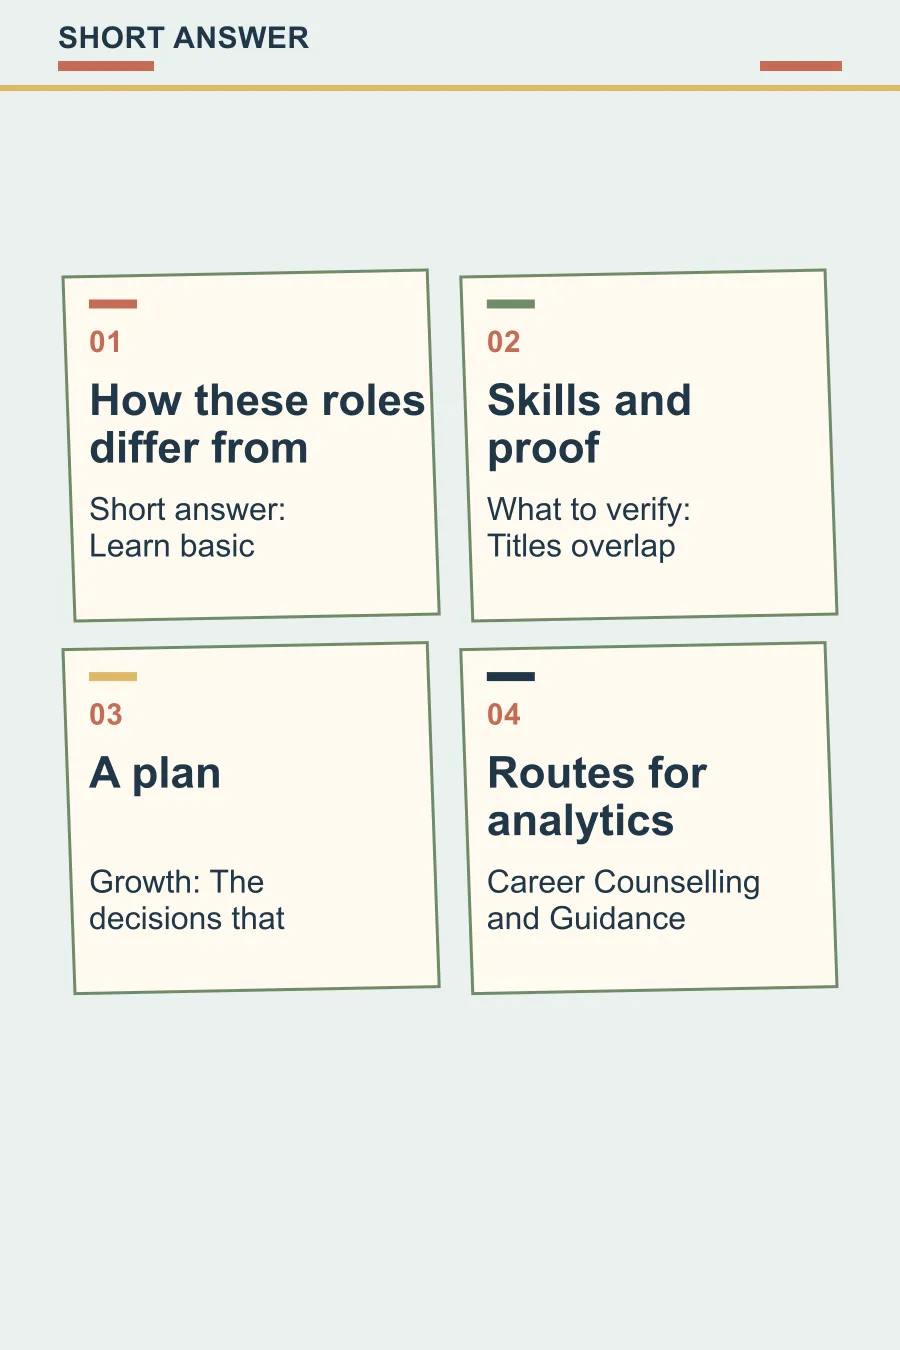 SHORT ANSWER
01
How these roles
differ from
Short answer:
Learn basic
02
Skills and
proof
What to verify:
Titles overlap
03
A plan
Growth: The
decisions that
04
Routes for
analytics
Career Counselling
and Guidance